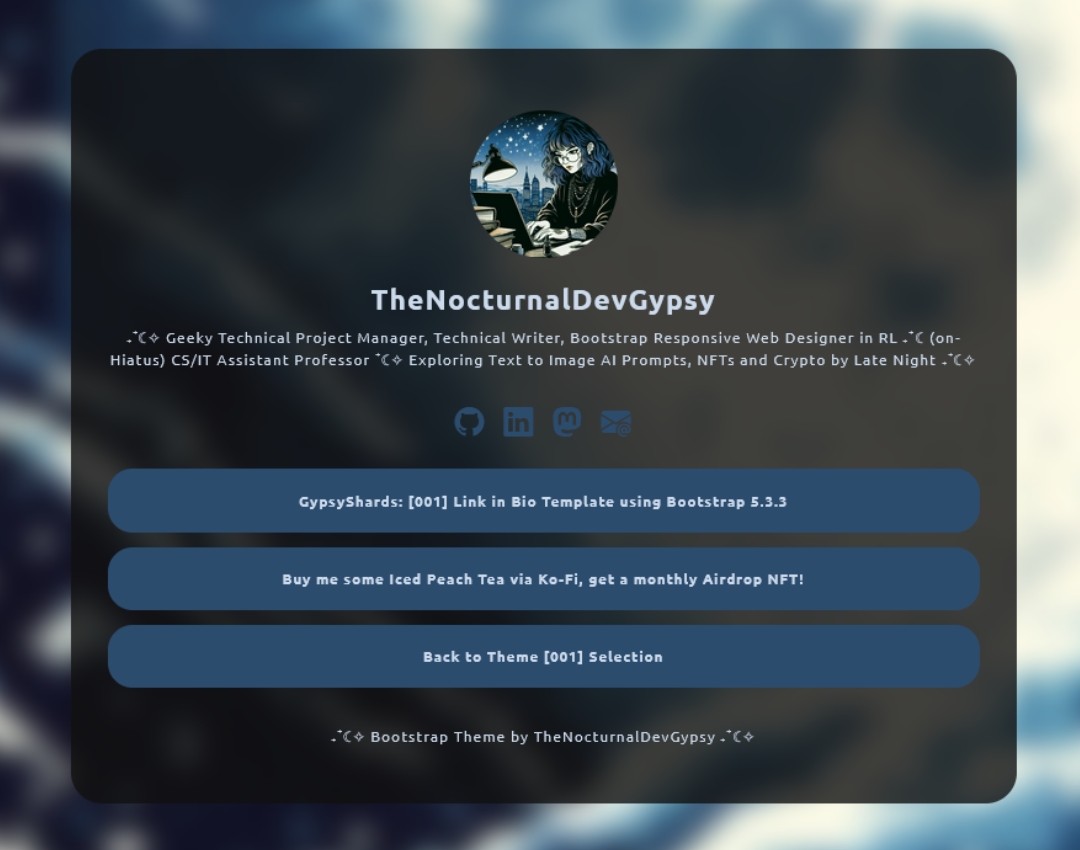 TheNocturnalDevGypsy
₊˚☾✧ Geeky Technical Project Manager, Technical Writer, Bootstrap Responsive Web Designer in RL ₊˚☾ (on-
Hiatus) CS/IT Assistant Professor ˚☾✧ Exploring Text to Image AI Prompts, NFTs and Crypto by Late Night ₊˚☾✧
GypsyShards: [001] Link in Bio Template using Bootstrap 5.3.3
Buy me some Iced Peach Tea via Ko-Fi, get a monthly Airdrop NFT!
Back to Theme [001] Selection
₊˚☾✧ Bootstrap Theme by TheNocturnalDevGypsy ₊˚☾✧